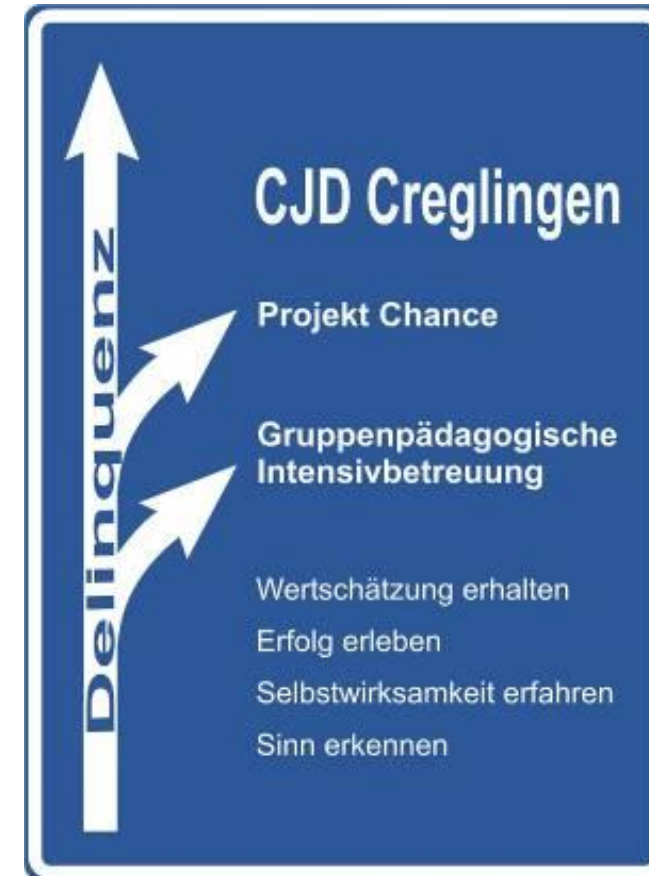 CJD Creglingen
Delinquenz
Projekt Chance
Gruppenpädagogische
Intensivbetreuung
Wertschätzung erhalten
Erfolg erleben
Selbstwirksamkeit erfahren
Sinn erkennen